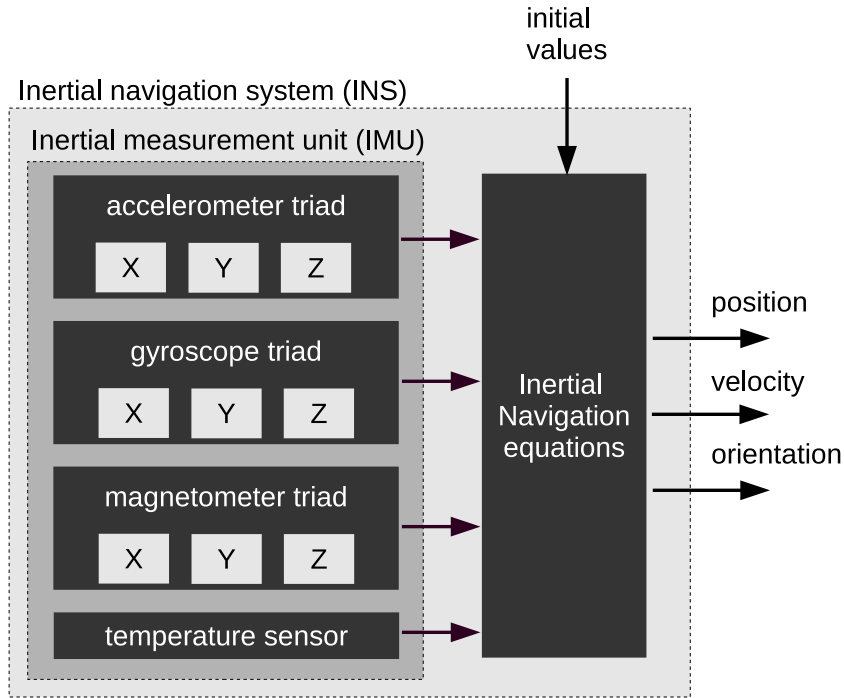 initial
values
Inertial navigation system (INS)
Inertial measurement unit (IMU)
accelerometer triad
X Y Z
gyroscope triad
X Y Z
magnetometer triad
X Y Z
temperature sensor
Inertial
Navigation
equations
position
velocity
orientation